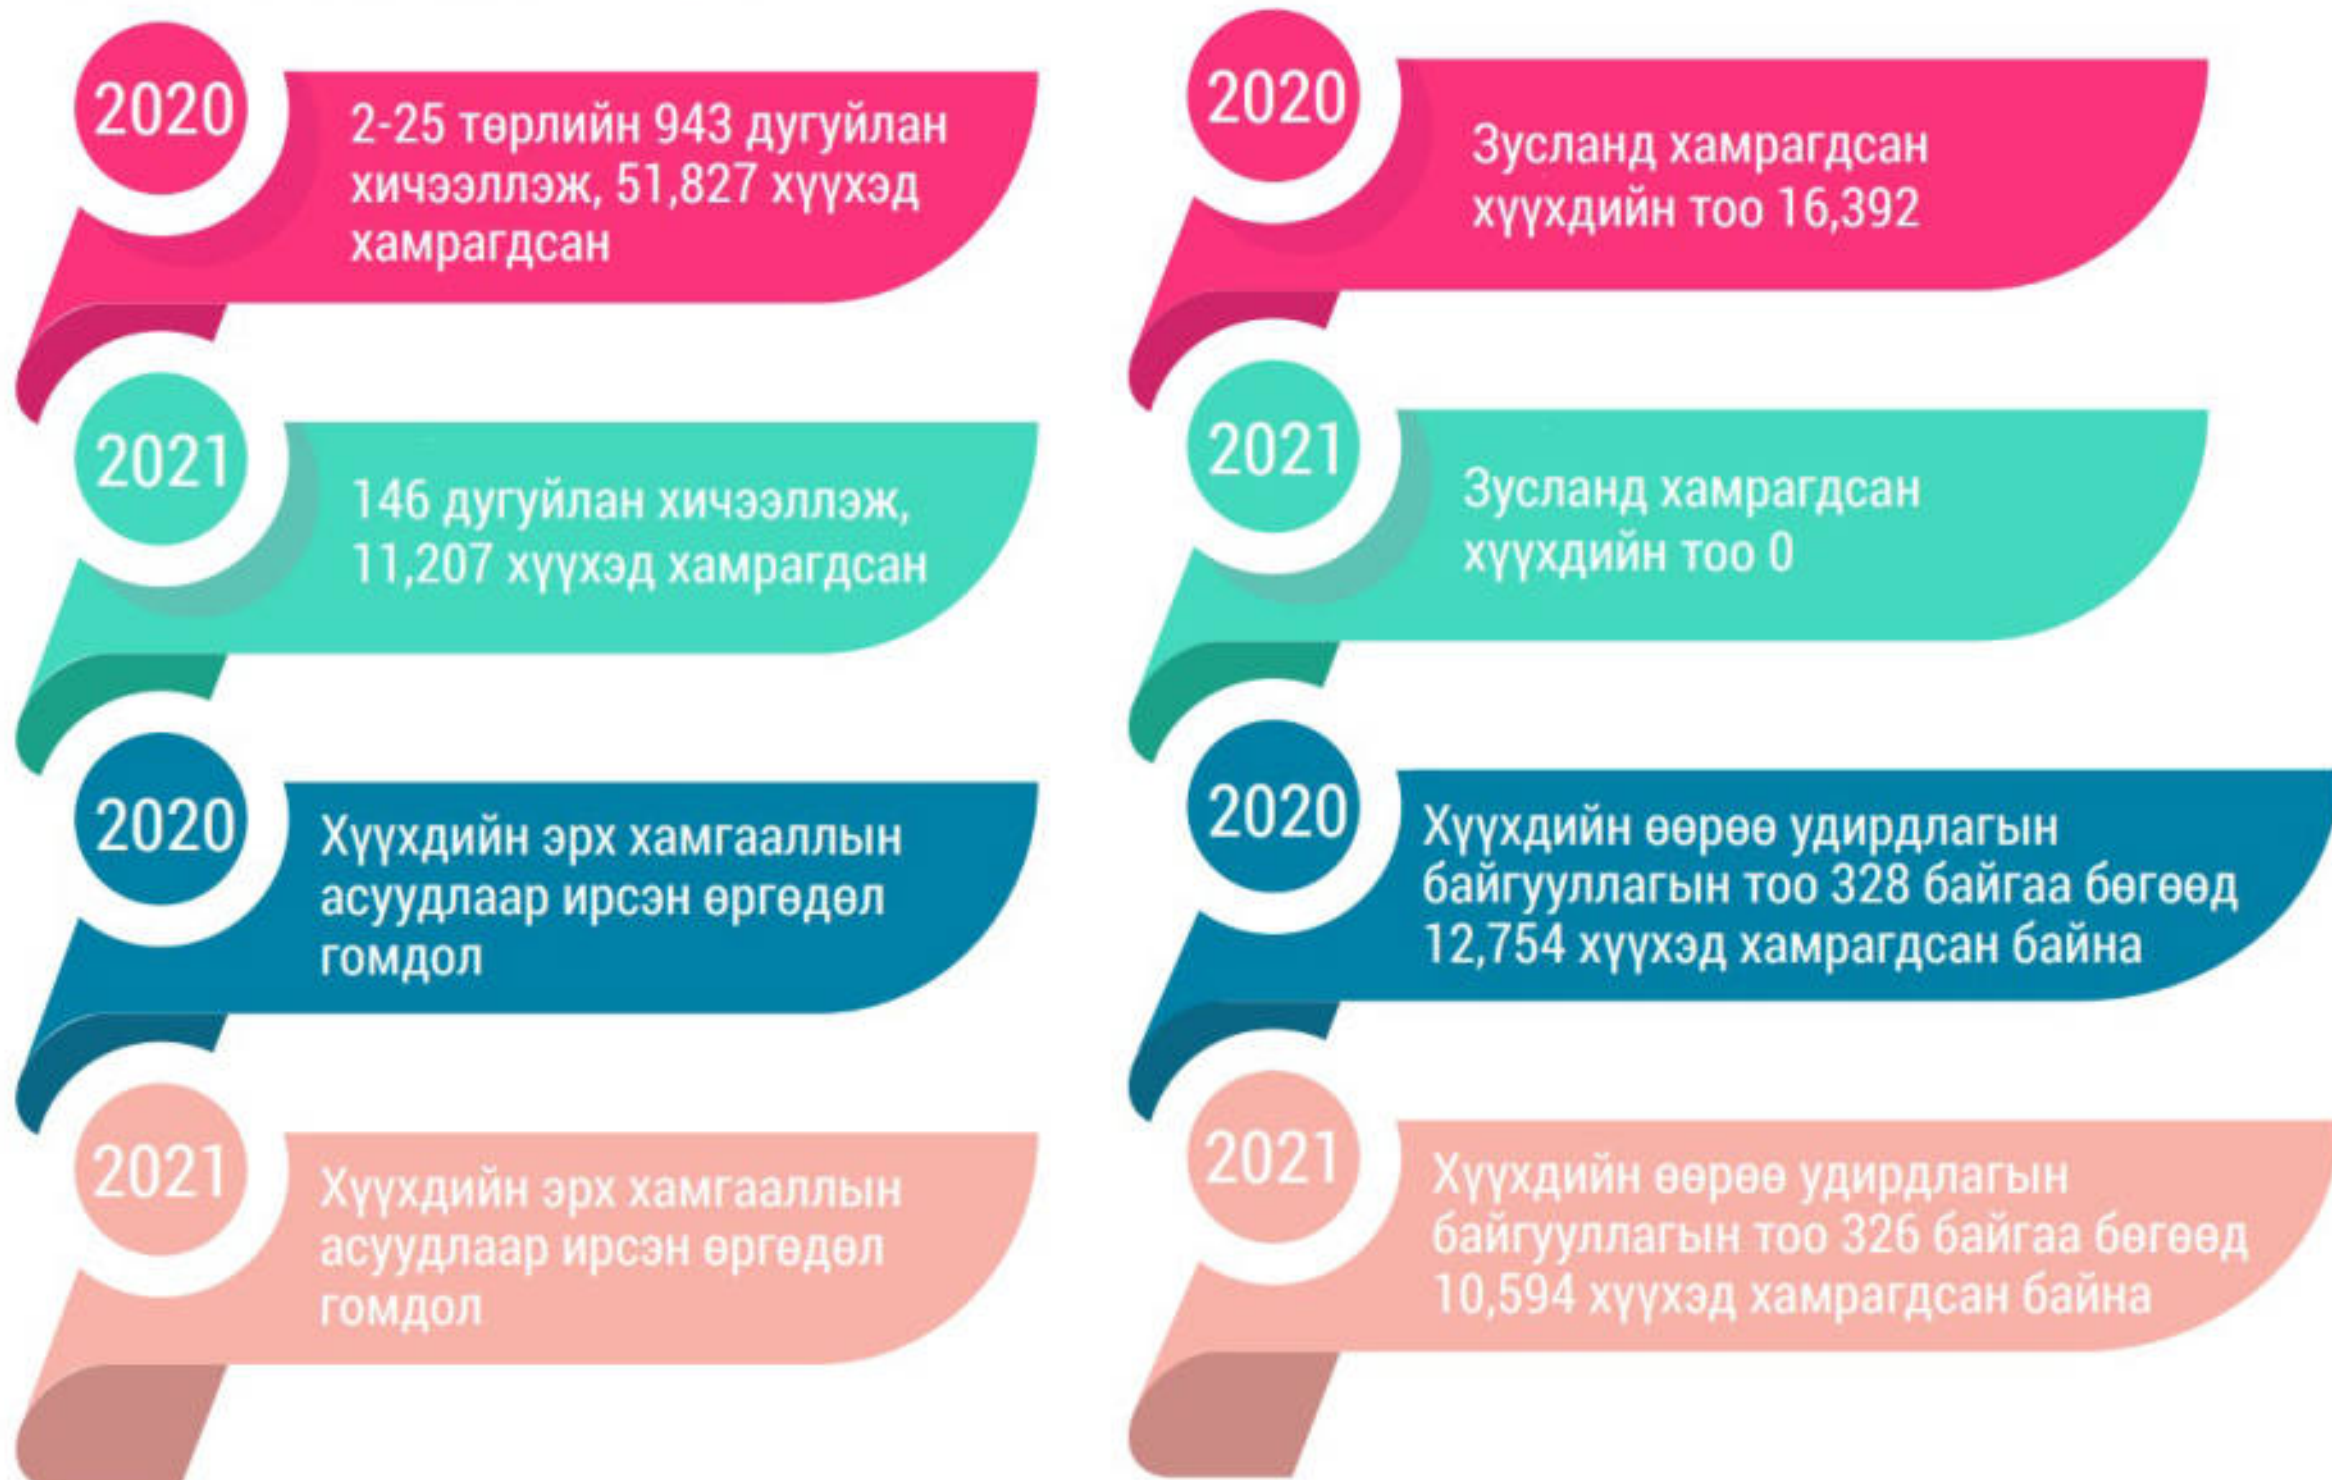 2020
2-25 төрлийн 943 дугуйлан
хичээллэж, 51,827 хүүхэд
хамрагдсан
2021
146 дугуйлан хичээллэж,
11,207 хүүхэд хамрагдсан
2020
Хүүхдийн эрх хамгааллын
асуудлаар ирсэн өргөдөл
гомдол
2021
Хүүхдийн эрх хамгааллын
асуудлаар ирсэн өргөдөл
гомдол
2020
Зусланд хамрагдсан
хүүхдийн тоо 16,392
2021
Зусланд хамрагдсан
хүүхдийн тоо 0
2020
Хүүхдийн өөрөө удирдлагын
байгууллагын тоо 328 байгаа бөгөөд
12,754 хүүхэд хамрагдсан байна
2021
Хүүхдийн өөрөө удирдлагын
байгууллагын тоо 326 байгаа бөгөөд
10,594 хүүхэд хамрагдсан байна